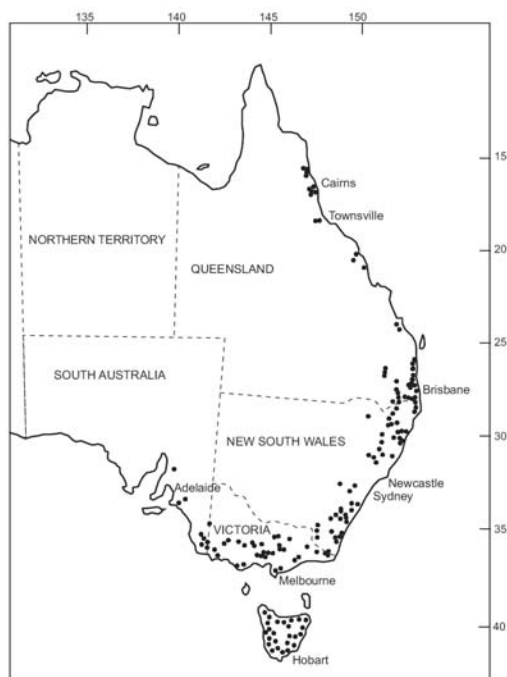 135 140 145 150
15
Cairns
Townsville
NORTHERN TERRITORY
20
QUEENSLAND
25
SOUTH AUSTRALIA
Brisbane
NEW SOUTH WALES
30
Newcastle
Adelaide
Sydney
VICTORIA
35
Melbourne
40
Hobart